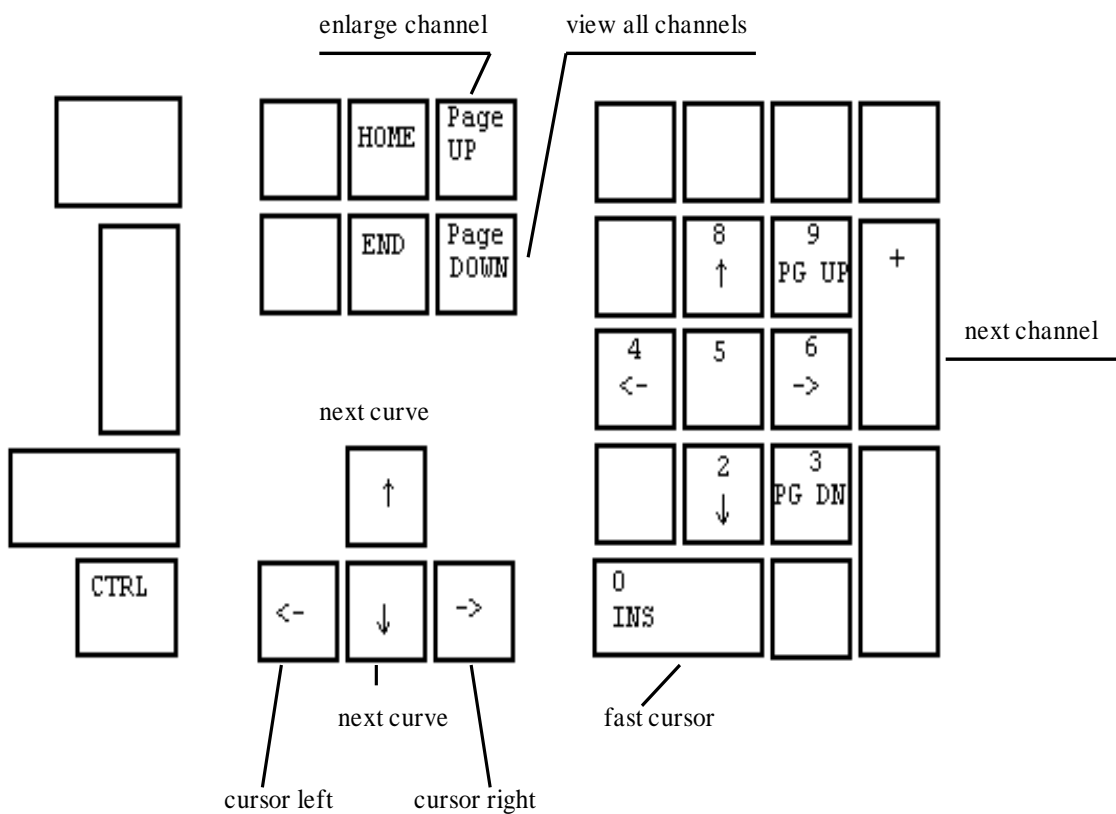 enlarge channel
view all channels
HOME
Page
UP
END
Page
DOWN
8
↑
9
PG UP
+
next channel
4
<-
5
6
->
next curve
↑
2
↓
3
PG DN
CTRL
<-
↓
->
0
INS
next curve
fast cursor
cursor left
cursor right